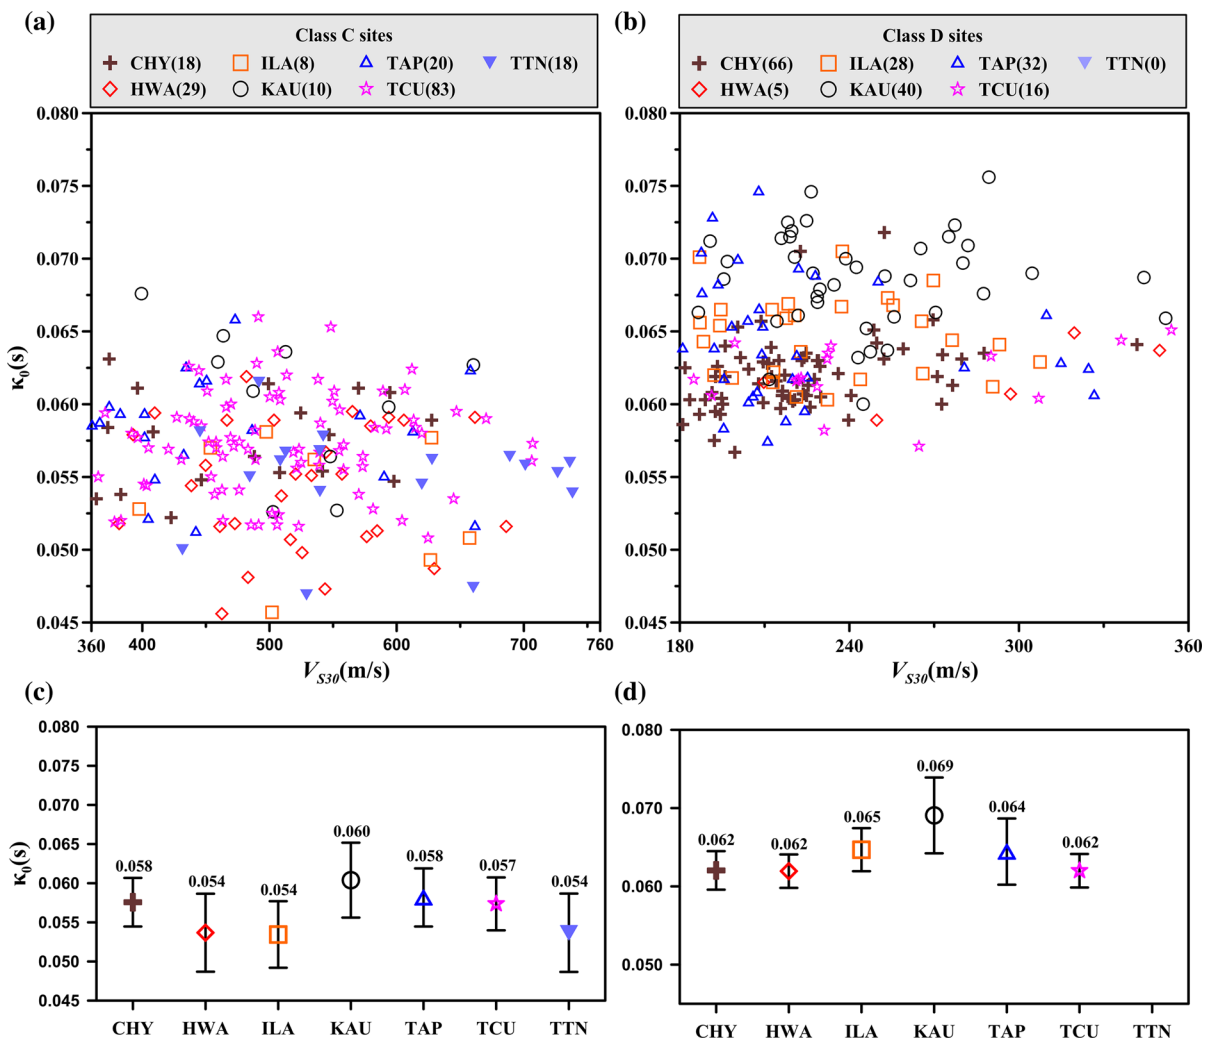 (a)
Class C sites
CHY(18) ILA(8) TAP(20) TTN(18)
HWA(29) KAU(10) TCU(83)
0.080
0.075
0.070
0.065
0.060
0.055
0.050
0.045
κ0(s)
360 400 500 600 700 760
VS30(m/s)
(b)
Class D sites
CHY(66) ILA(28) TAP(32) TTN(0)
HWA(5) KAU(40) TCU(16)
0.080
0.075
0.070
0.065
0.060
0.055
0.050
0.045
180 240 300 360
VS30(m/s)
(c)
0.080
0.075
0.070
0.065
0.060
0.055
0.050
0.045
κ0(s)
0.058 0.054 0.054 0.060 0.058 0.057 0.054
CHY HWA ILA KAU TAP TCU TTN
(d)
0.080
0.070
0.060
0.050
0.062 0.062 0.065 0.069 0.064 0.062
CHY HWA ILA KAU TAP TCU TTN